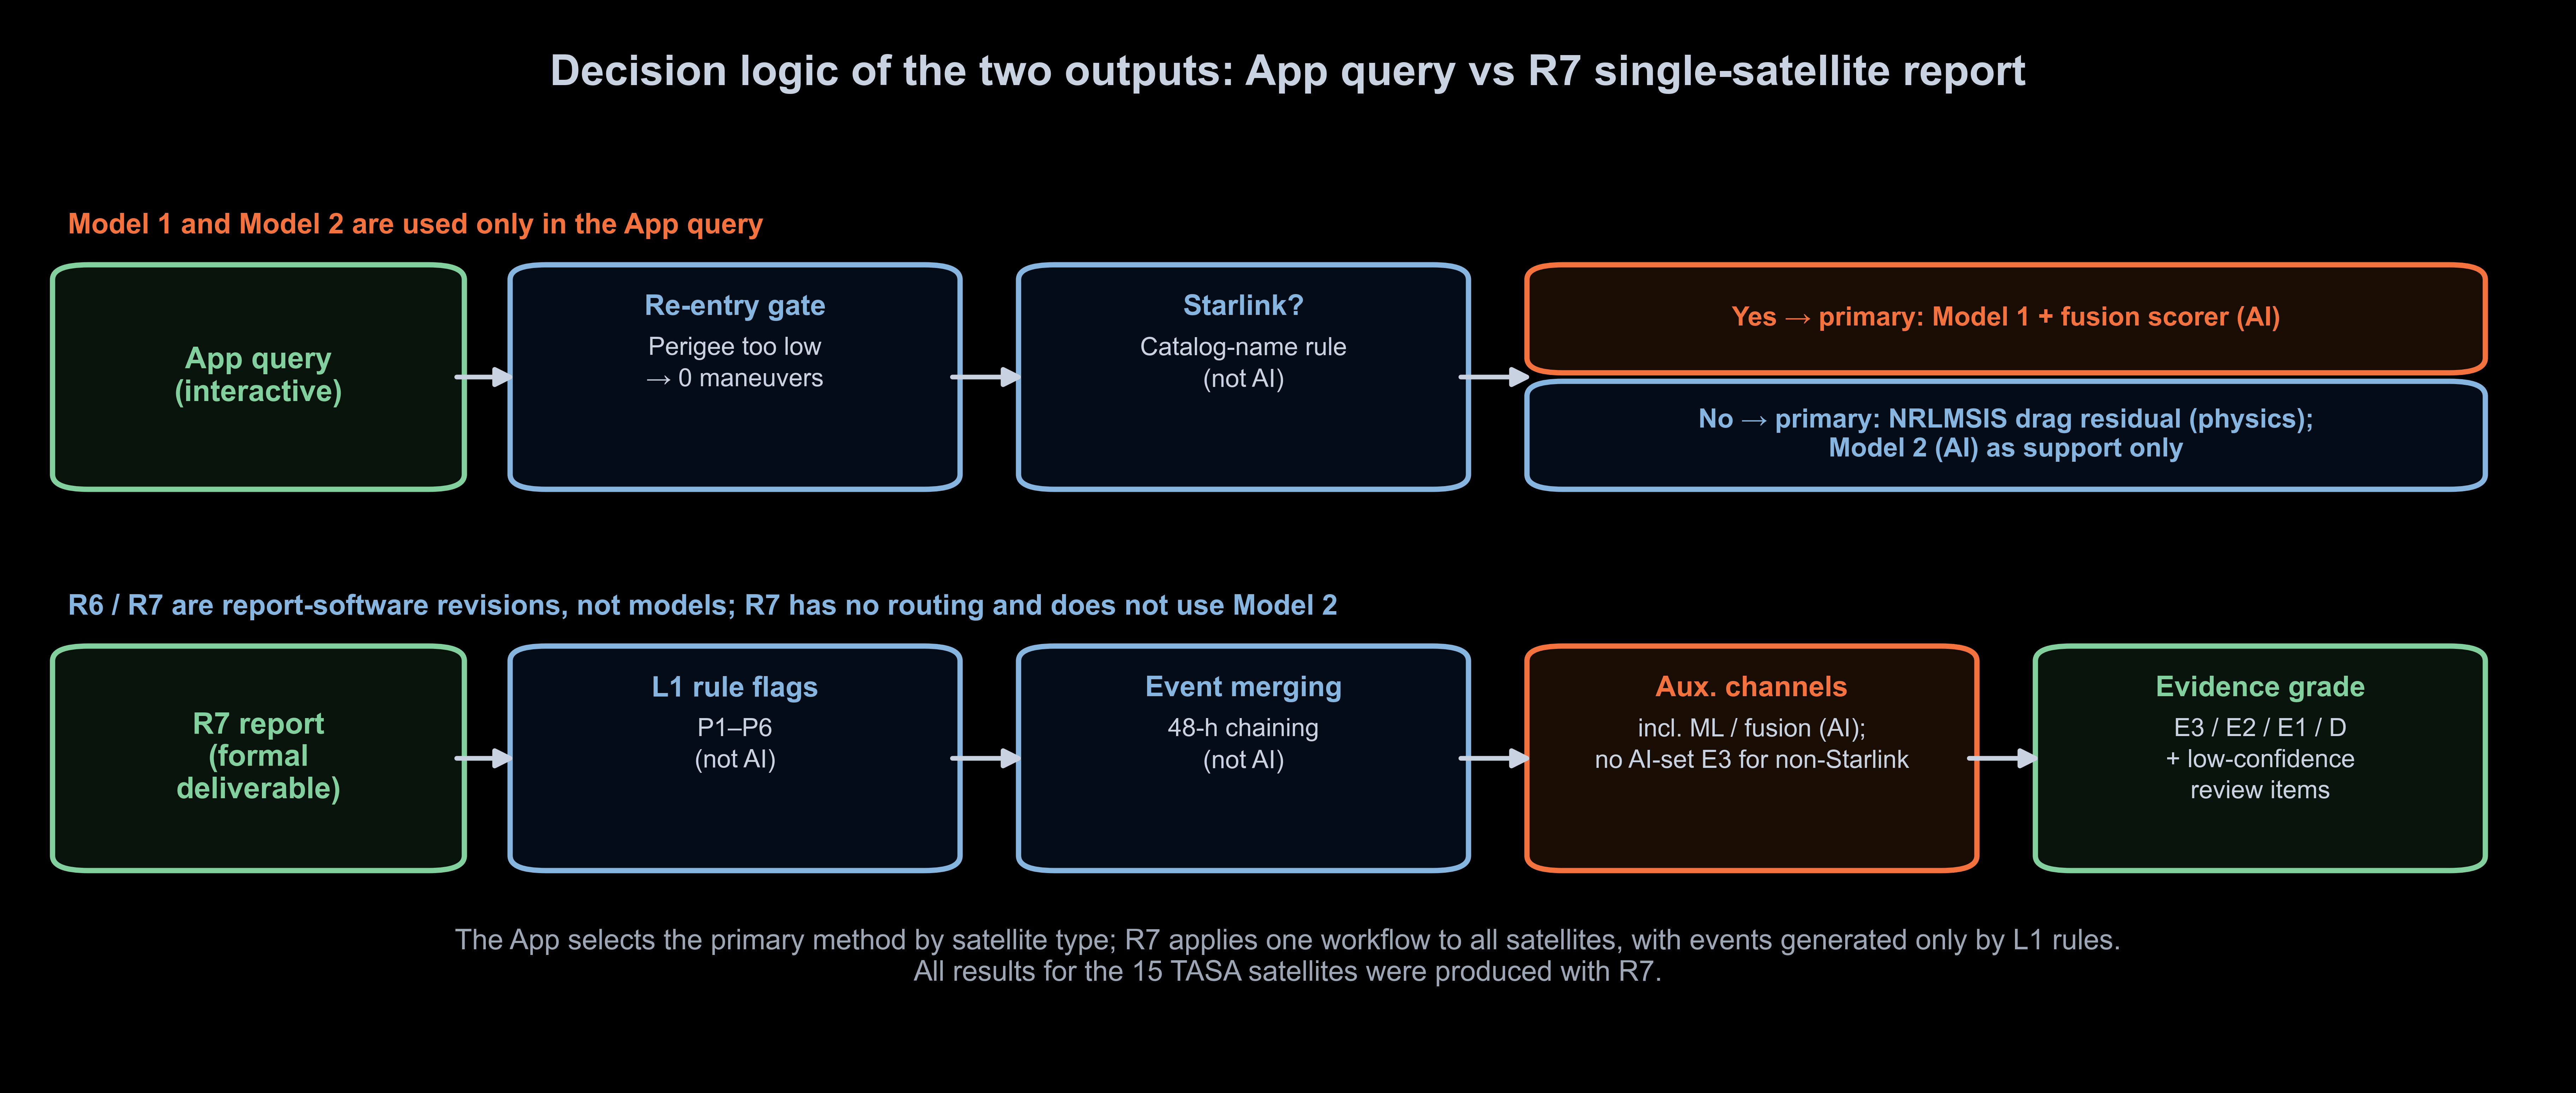 Decision logic of the two outputs: App query vs R7 single-satellite report
Model 1 and Model 2 are used only in the App query
App query
(interactive)
Re-entry gate
Perigee too low
→ 0 maneuvers
Starlink?
Catalog-name rule
(not AI)
Yes → primary: Model 1 + fusion scorer (AI)
No → primary: NRLMSIS drag residual (physics);
Model 2 (AI) as support only
R6 / R7 are report-software revisions, not models; R7 has no routing and does not use Model 2
R7 report
(formal
deliverable)
L1 rule flags
P1–P6
(not AI)
Event merging
48-h chaining
(not AI)
Aux. channels
incl. ML / fusion (AI);
no AI-set E3 for non-Starlink
Evidence grade
E3 / E2 / E1 / D
+ low-confidence
review items
The App selects the primary method by satellite type; R7 applies one workflow to all satellites, with events generated only by L1 rules.
All results for the 15 TASA satellites were produced with R7.